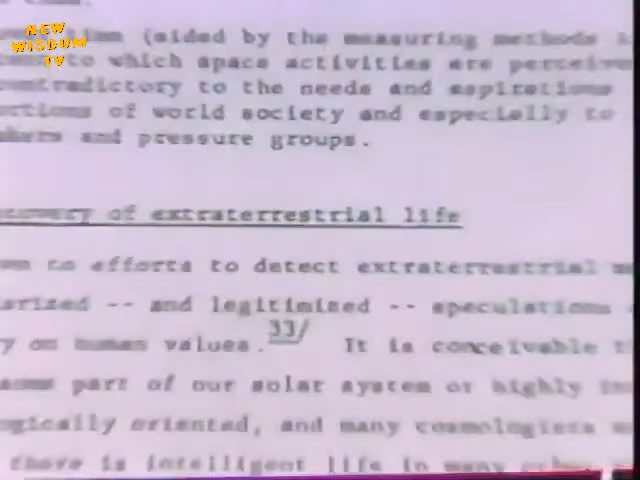 NEW
WISDOM
TV
(aided by the measuring methods
to which space activities are
contradictory to the needs and aspirations
of world society and especially to
and pressure groups.
of extraterrestrial life
to efforts to detect extraterrestrial
-- and legitimised -- speculations
y on human values.33/ It is conceivable
some part of our solar system or highly
oriented, and many cosmologists
there is intelligent life in many